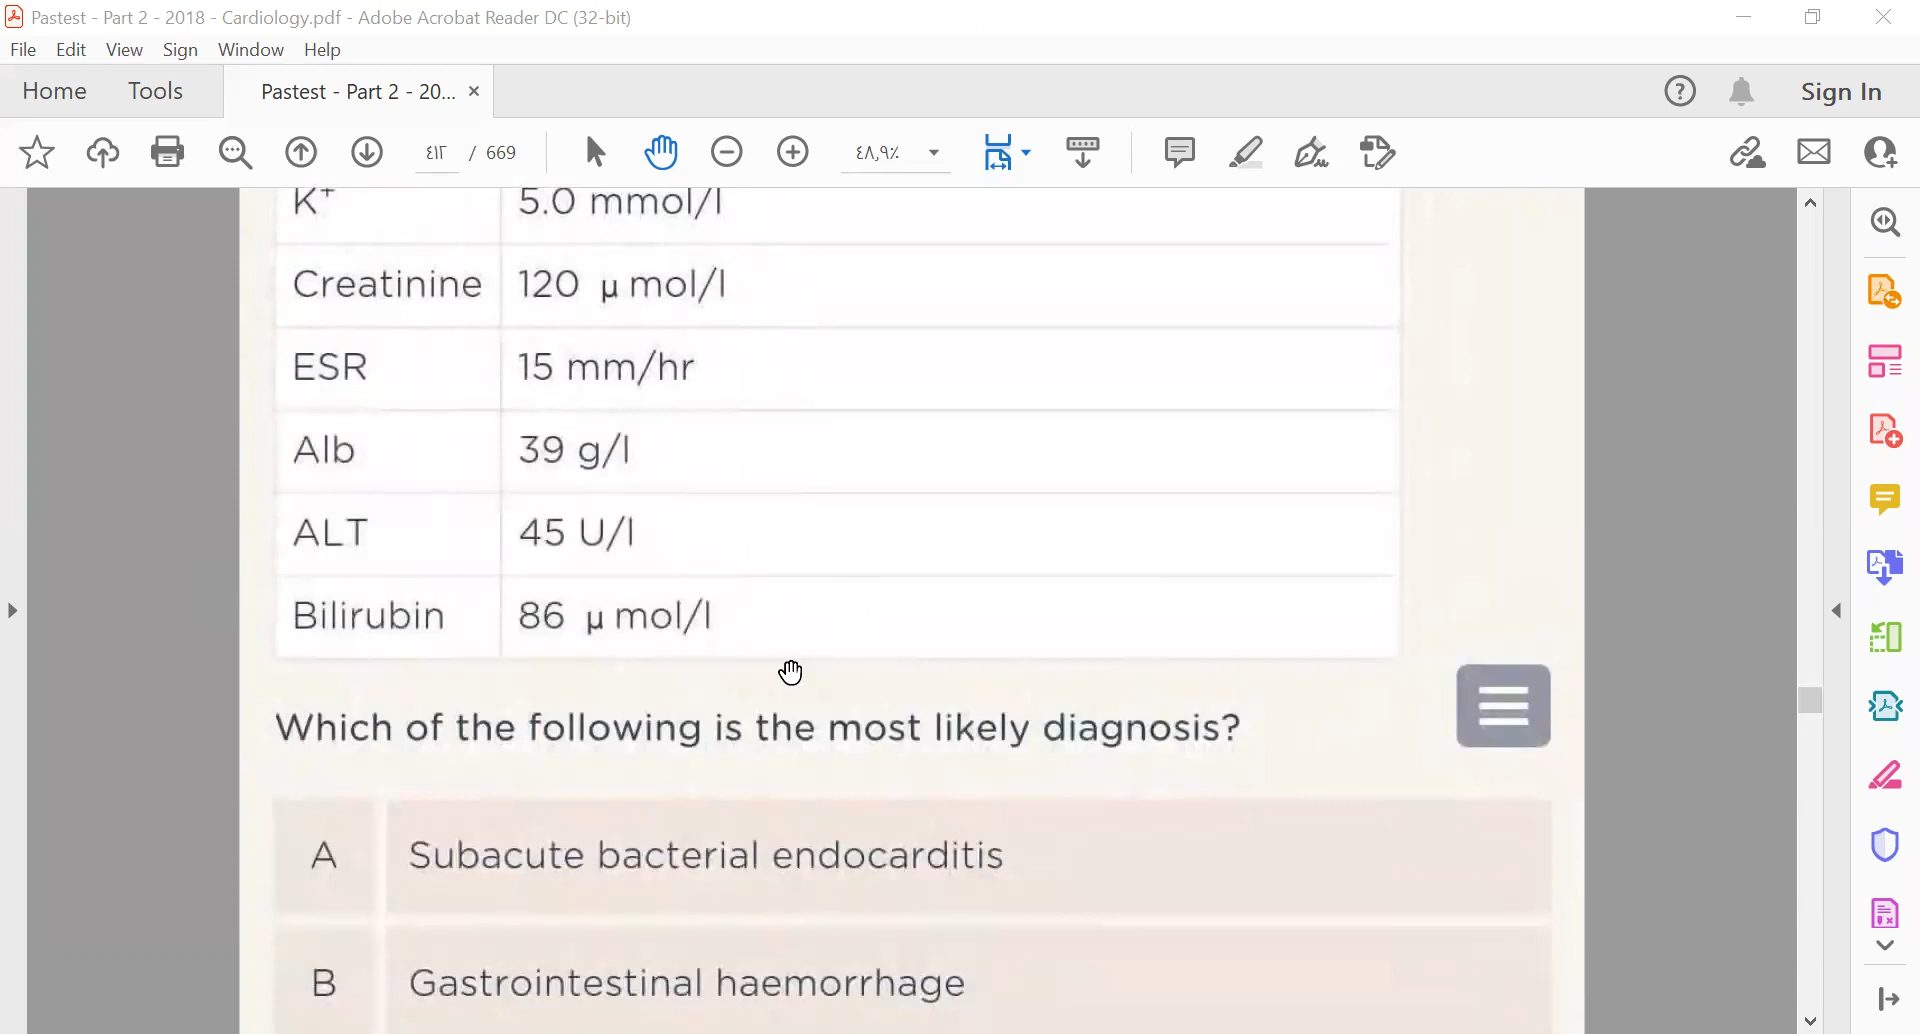 Pastest - Part 2 - 2018 - Cardiology.pdf - Adobe Acrobat Reader DC (32-bit)
File Edit View Sign Window Help
Home Tools Pastest - Part 2 - 20... × Sign In
٤١٢ / 669 ٤٨,٩٪
K+ 5.0 mmol/l
Creatinine 120 μmol/l
ESR 15 mm/hr
Alb 39 g/l
ALT 45 U/l
Bilirubin 86 μmol/l
Which of the following is the most likely diagnosis?
A Subacute bacterial endocarditis
B Gastrointestinal haemorrhage